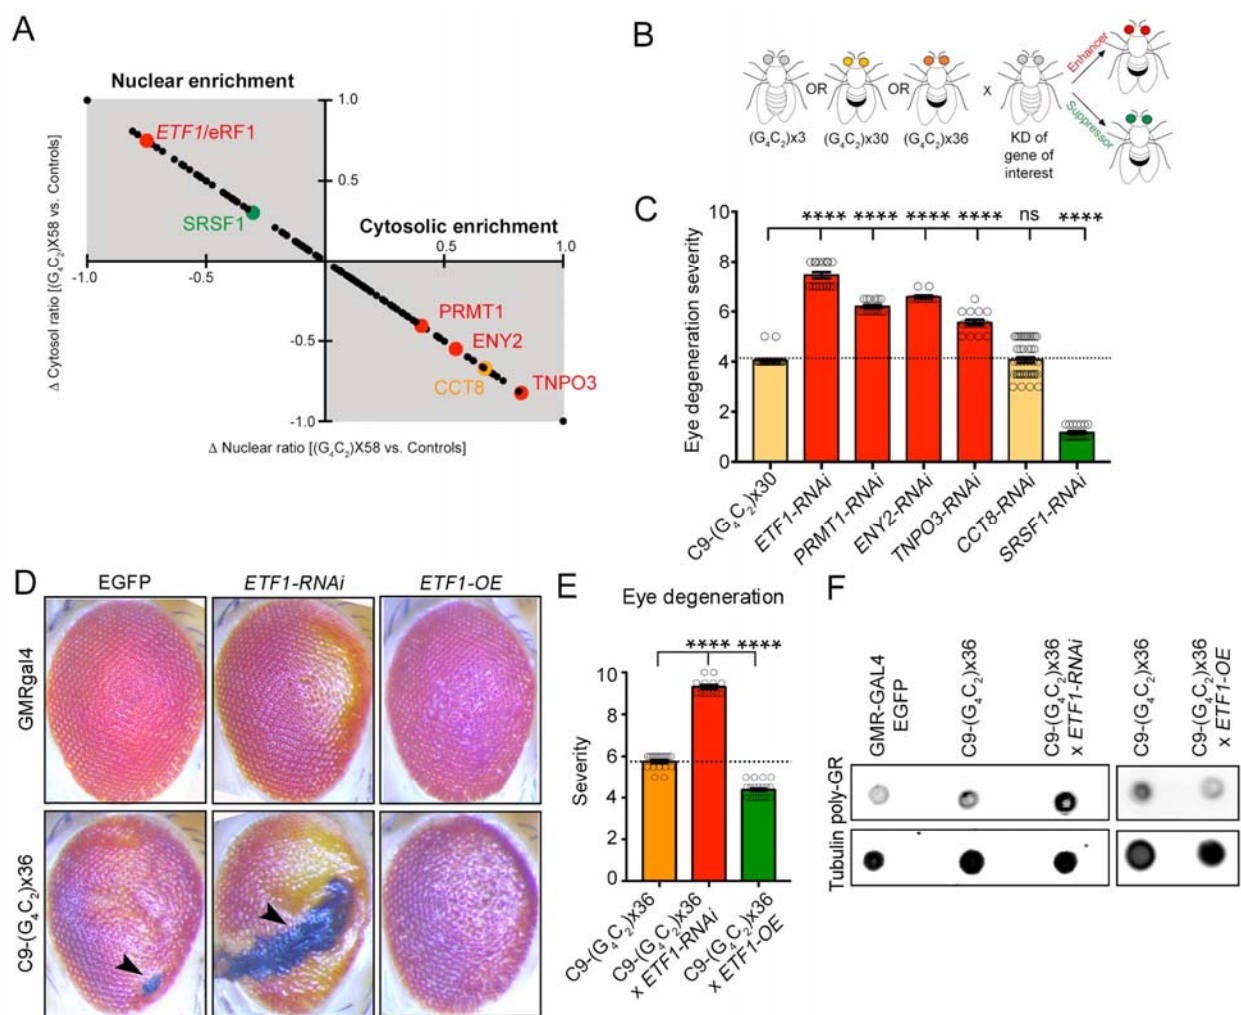 A
Nuclear enrichment
1.0
ETF1/eRF1
0.5
SRSF1
Cytosolic enrichment
0.5
1.0
-1.0
-0.5
PRMT1
-0.5
ENY2
CCT8
TNPO3
-1.0
Δ Cytosol ratio [(G₄C₂)X58 vs. Controls]
Δ Nuclear ratio [(G₄C₂)X58 vs. Controls]
B
OR
OR
x
Enhancer
Suppressor
(G₄C₂)x3
(G₄C₂)x30
(G₄C₂)x36
KD of
gene of
interest
C
Eye degeneration severity
10
8
6
4
2
0
****
****
****
****
ns
****
C9-(G₄C₂)x30
ETF1-RNAi
PRMT1-RNAi
ENY2-RNAi
TNPO3-RNAi
CCT8-RNAi
SRSF1-RNAi
D
EGFP
ETF1-RNAi
ETF1-OE
GMRgal4
C9-(G₄C₂)x36
E
Eye degeneration
****
****
Severity
10
8
6
4
2
0
C9-(G₄C₂)x36
C9-(G₄C₂)x36
x ETF1-RNAi
C9-(G₄C₂)x36
x ETF1-OE
F
GMR-GAL4
EGFP
C9-(G₄C₂)x36
C9-(G₄C₂)x36
x ETF1-RNAi
C9-(G₄C₂)x36
C9-(G₄C₂)x36
x ETF1-OE
poly-GR
Tubulin